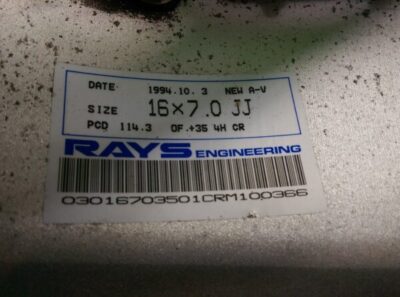 DATE: 1994.10. 3 NEW A-V
SIZE 16×7.0 JJ
PCD 114.3 OF.+35 4H CR
RAYS ENGINEERING
03016703501CRM100366